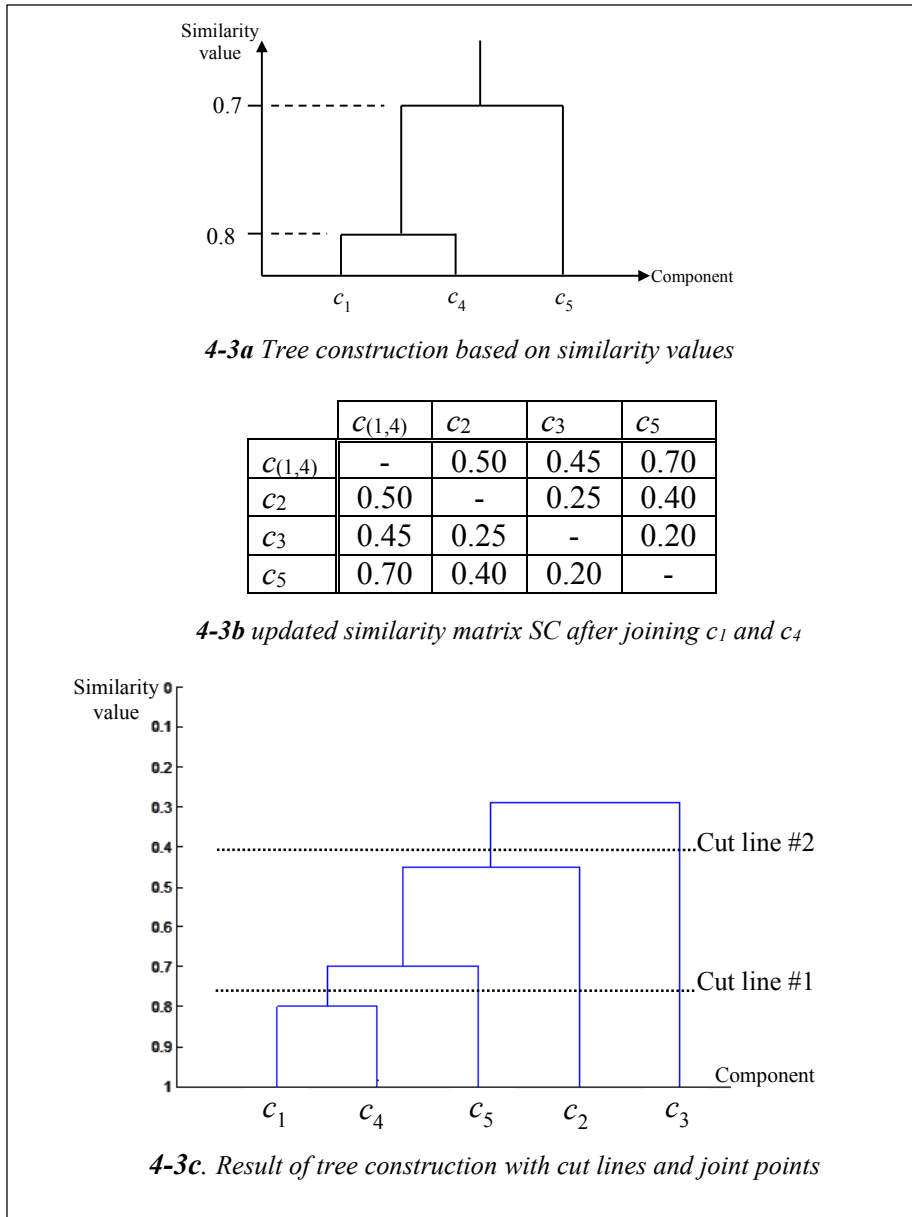 Similarity
value
0.7
0.8
Component
c1 c4 c5
4-3a Tree construction based on similarity values
c(1,4) c2 c3 c5
c(1,4) - 0.50 0.45 0.70
c2 0.50 - 0.25 0.40
c3 0.45 0.25 - 0.20
c5 0.70 0.40 0.20 -
4-3b updated similarity matrix SC after joining c1 and c4
Similarity
value
0
0.1
0.2
0.3
0.4
Cut line #2
0.5
0.6
0.7
Cut line #1
0.8
0.9
1
Component
c1 c4 c5 c2 c3
4-3c. Result of tree construction with cut lines and joint points